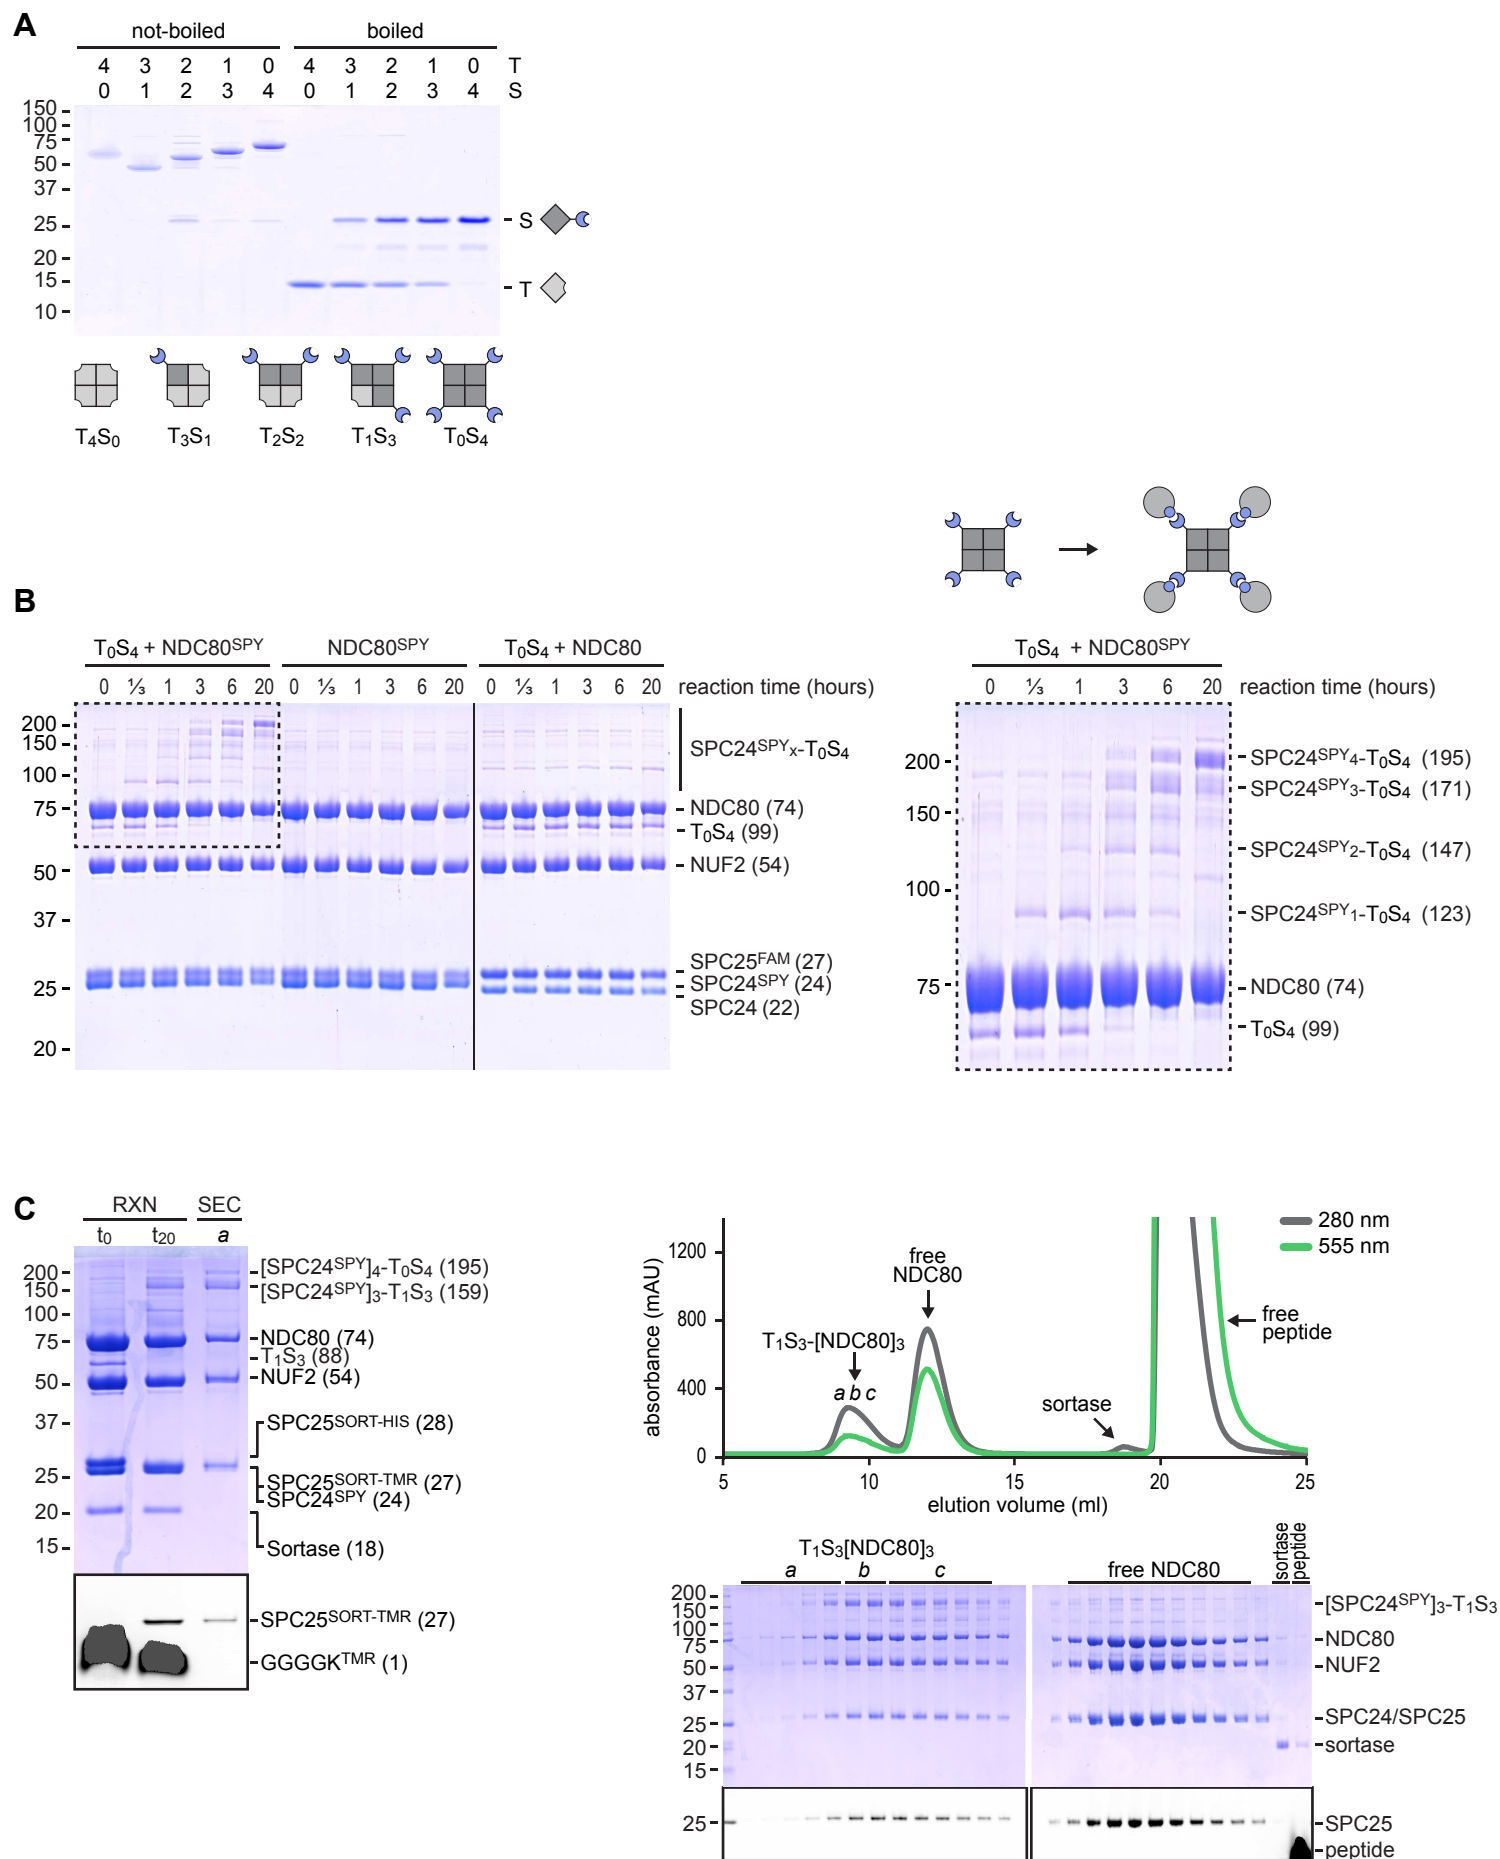 A
not-boiled boiled
4 3 2 1 0 4 3 2 1 0 T
0 1 2 3 4 0 1 2 3 4 S
150
100
75
50
37
25
20
15
10
S
T
T4S0 T3S1 T2S2 T1S3 T0S4
B
T0S4 + NDC80SPY NDC80SPY T0S4 + NDC80
0 ⅓ 1 3 6 20 0 ⅓ 1 3 6 20 0 ⅓ 1 3 6 20 reaction time (hours)
200
150
100
75
50
37
25
20
SPC24SPYx-T0S4
NDC80 (74)
T0S4 (99)
NUF2 (54)
SPC25FAM (27)
SPC24SPY (24)
SPC24 (22)
T0S4 + NDC80SPY
0 ⅓ 1 3 6 20 reaction time (hours)
200
150
100
75
SPC24SPY4-T0S4 (195)
SPC24SPY3-T0S4 (171)
SPC24SPY2-T0S4 (147)
SPC24SPY1-T0S4 (123)
NDC80 (74)
T0S4 (99)
C
RXN SEC
t0 t20 a
200
150
100
75
50
37
25
20
15
[SPC24SPY]4-T0S4 (195)
[SPC24SPY]3-T1S3 (159)
NDC80 (74)
T1S3 (88)
NUF2 (54)
SPC25SORT-HIS (28)
SPC25SORT-TMR (27)
SPC24SPY (24)
Sortase (18)
SPC25SORT-TMR (27)
GGGGKTMR (1)
280 nm
555 nm
absorbance (mAU)
1200
800
400
0
free
NDC80
T1S3-[NDC80]3
a b c
sortase
free
peptide
5 10 15 20 25
elution volume (ml)
T1S3[NDC80]3
a b c
free NDC80
sortase
peptide
200
150
100
75
50
37
25
20
15
[SPC24SPY]3-T1S3
NDC80
NUF2
SPC24/SPC25
sortase
25
SPC25
peptide